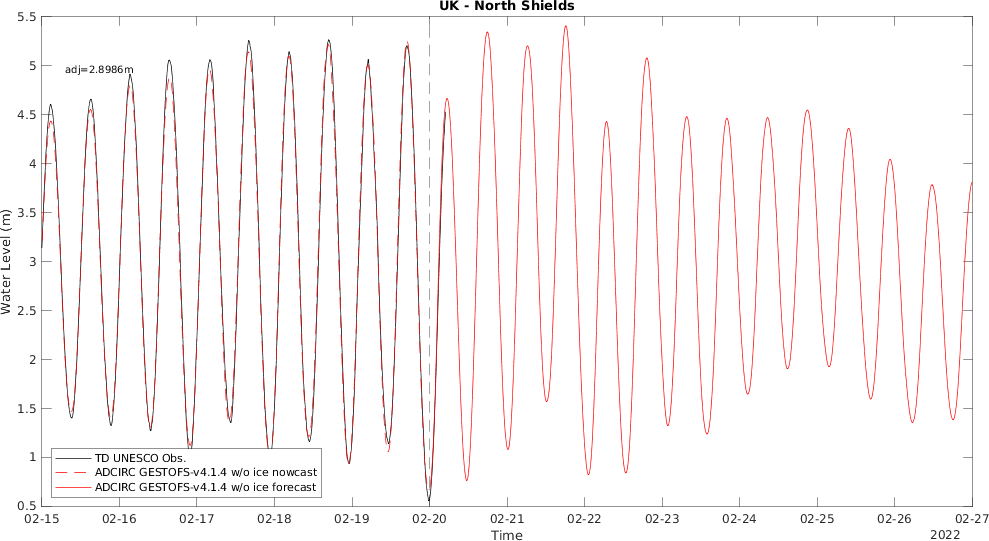 UK - North Shields
adj=2.8986m
Water Level (m)
5.5
5
4.5
4
3.5
3
2.5
2
1.5
1
0.5
TD UNESCO Obs.
ADCIRC GESTOFS-v4.1.4 w/o ice nowcast
ADCIRC GESTOFS-v4.1.4 w/o ice forecast
02-15 02-16 02-17 02-18 02-19 02-20 02-21 02-22 02-23 02-24 02-25 02-26 02-27
Time
2022